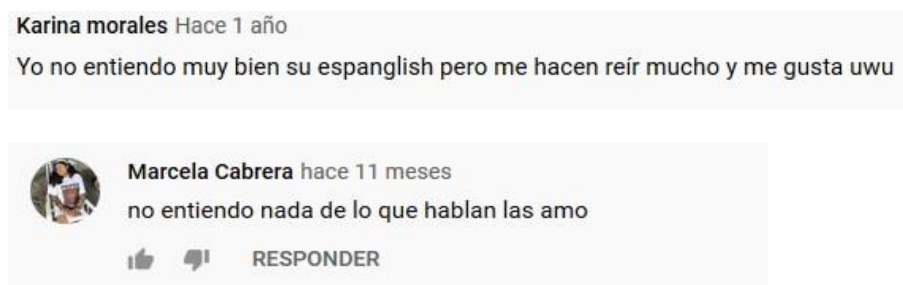 Karina morales Hace 1 año
Yo no entiendo muy bien su espanglish pero me hacen reír mucho y me gusta uwu
Marcela Cabrera hace 11 meses
no entiendo nada de lo que hablan las amo
RESPONDER